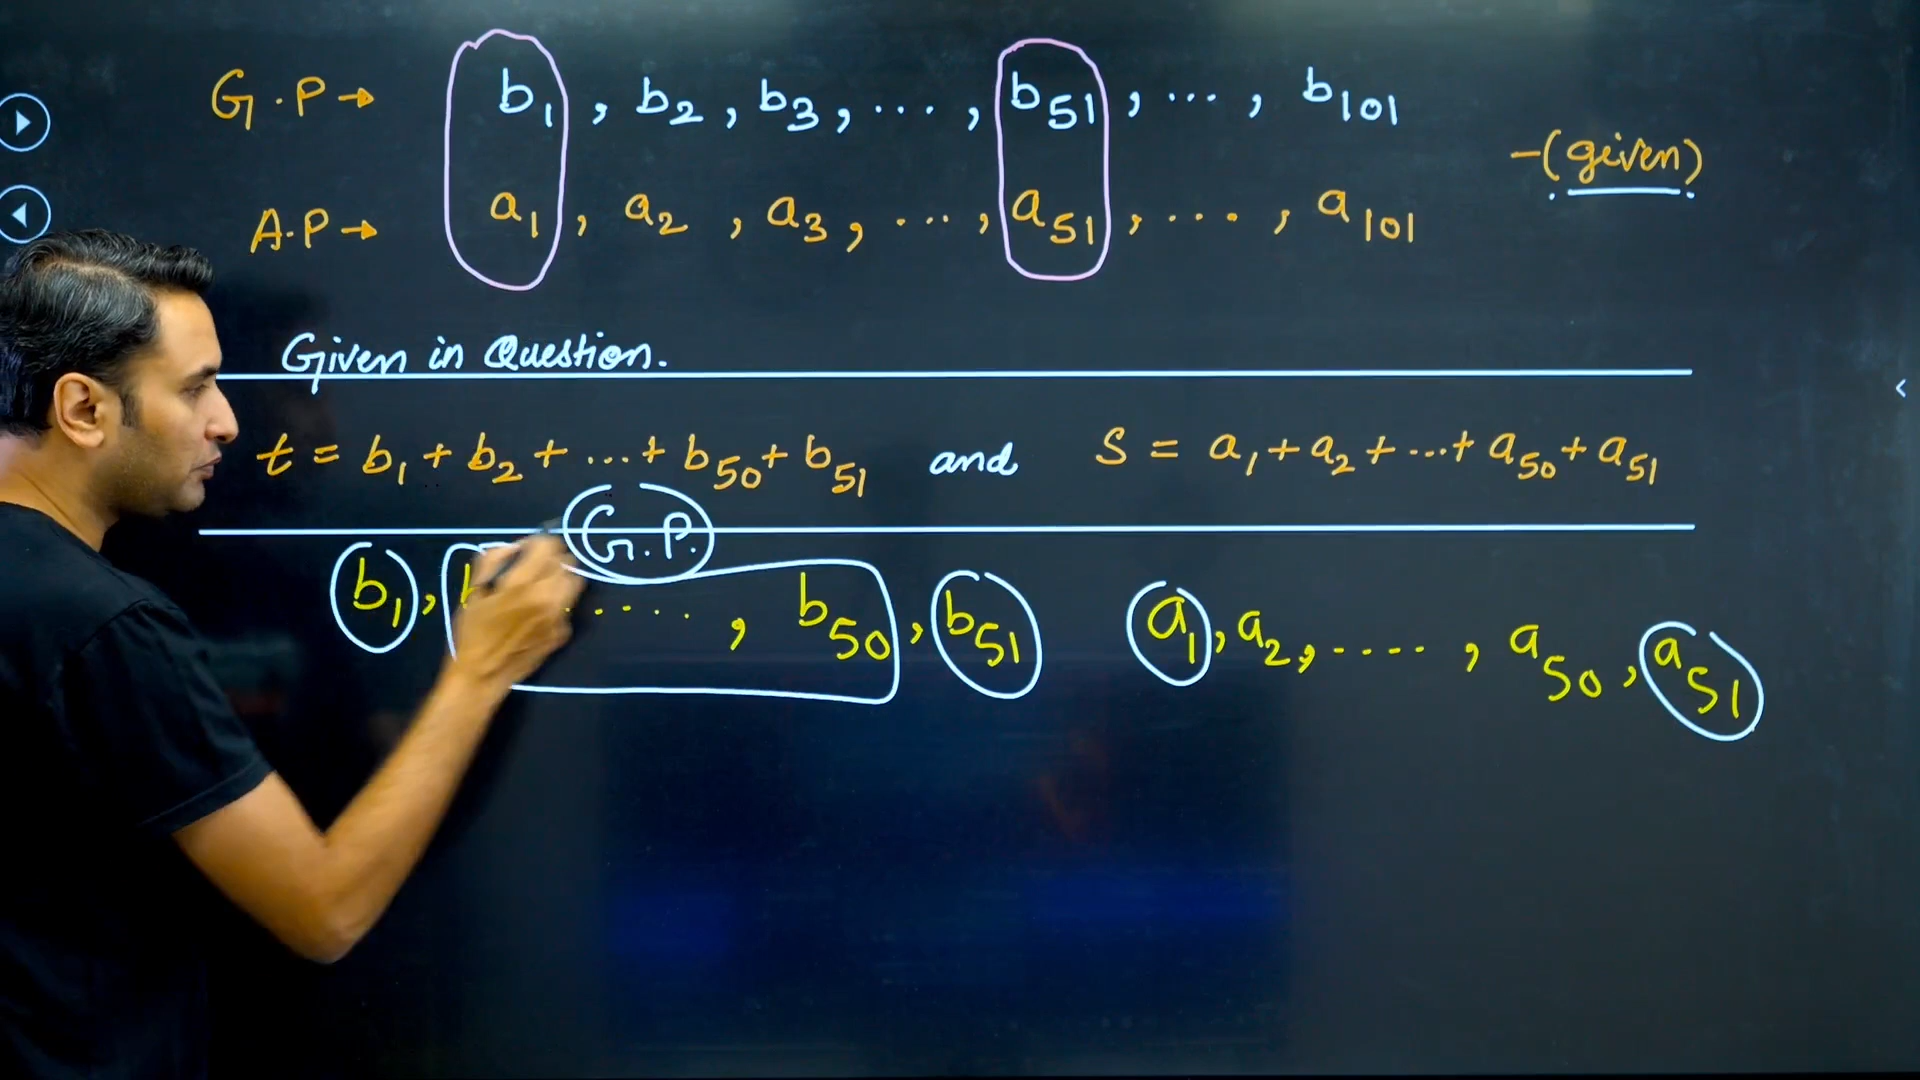 G.P→ b₁, b₂, b₃, ..., b₅₁, ..., b₁₀₁
-(given)
A.P→ a₁, a₂, a₃, ..., a₅₁, ..., a₁₀₁
Given in Question.
t = b₁ + b₂ + ...+ b₅₀ + b₅₁ and S = a₁ + a₂ + ...+ a₅₀ + a₅₁
G.P.
b₁, b ....., b₅₀, b₅₁ a₁, a₂, ...., a₅₀, a₅₁